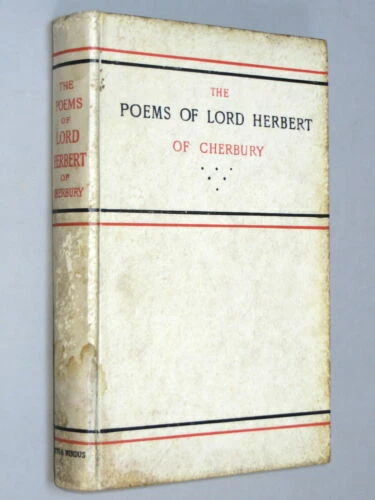 THE
POEMS
OF
LORD
HERBERT
OF
CHERBURY
& WINDUS
THE
POEMS OF LORD HERBERT
OF CHERBURY